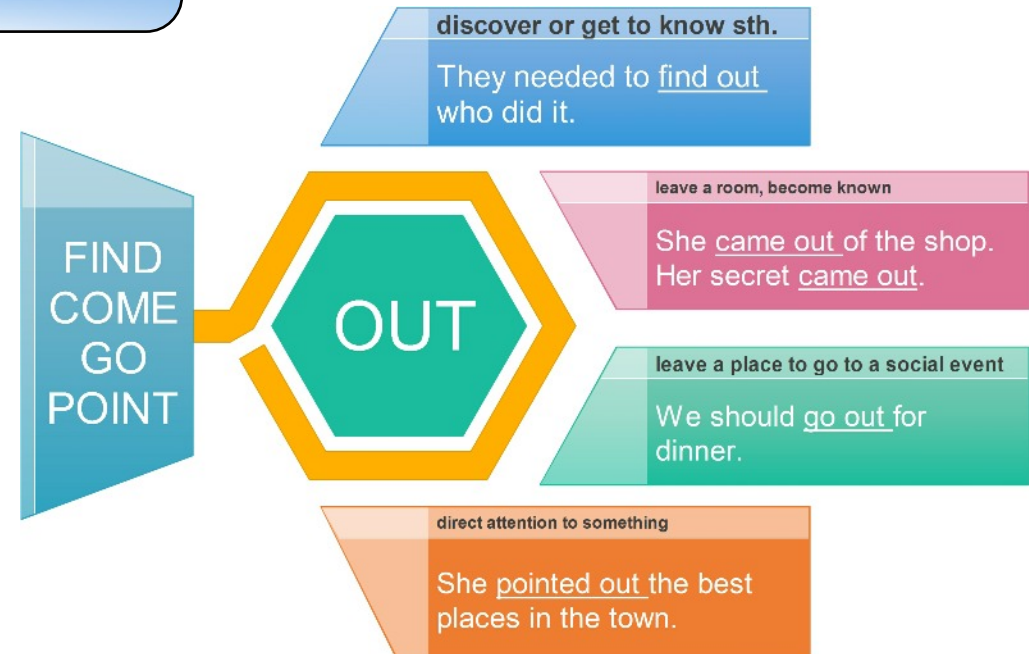 discover or get to know sth.
They needed to find out
who did it.
FIND
COME
GO
POINT
OUT
leave a room, become known
She came out of the shop.
Her secret came out.
leave a place to go to a social event
We should go out for
dinner.
direct attention to something
She pointed out the best
places in the town.